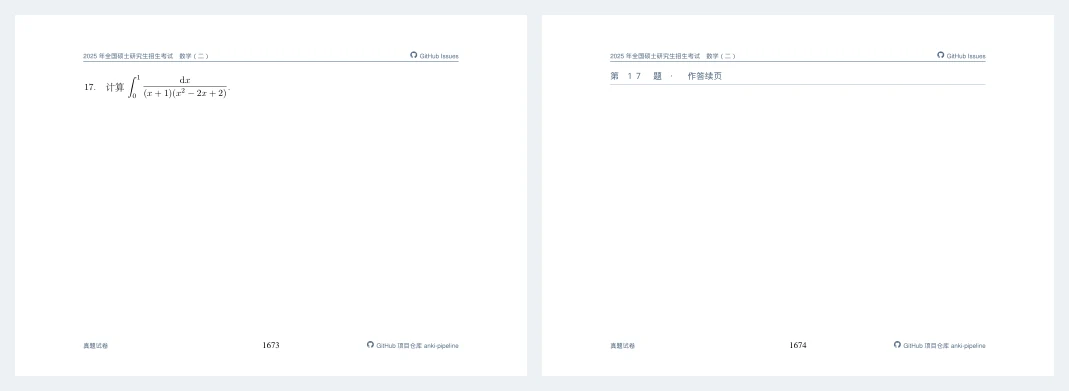 2025 年全国硕士研究生招生考试 数学（二） GitHub Issues
17. 计算 $\int_0^1 \frac{\mathrm{d}x}{(x+1)(x^2-2x+2)}$.
真题试卷 1673 GitHub 项目仓库 anki-pipeline
2025 年全国硕士研究生招生考试 数学（二） GitHub Issues
第 17 题 · 作答续页
真题试卷 1674 GitHub 项目仓库 anki-pipeline